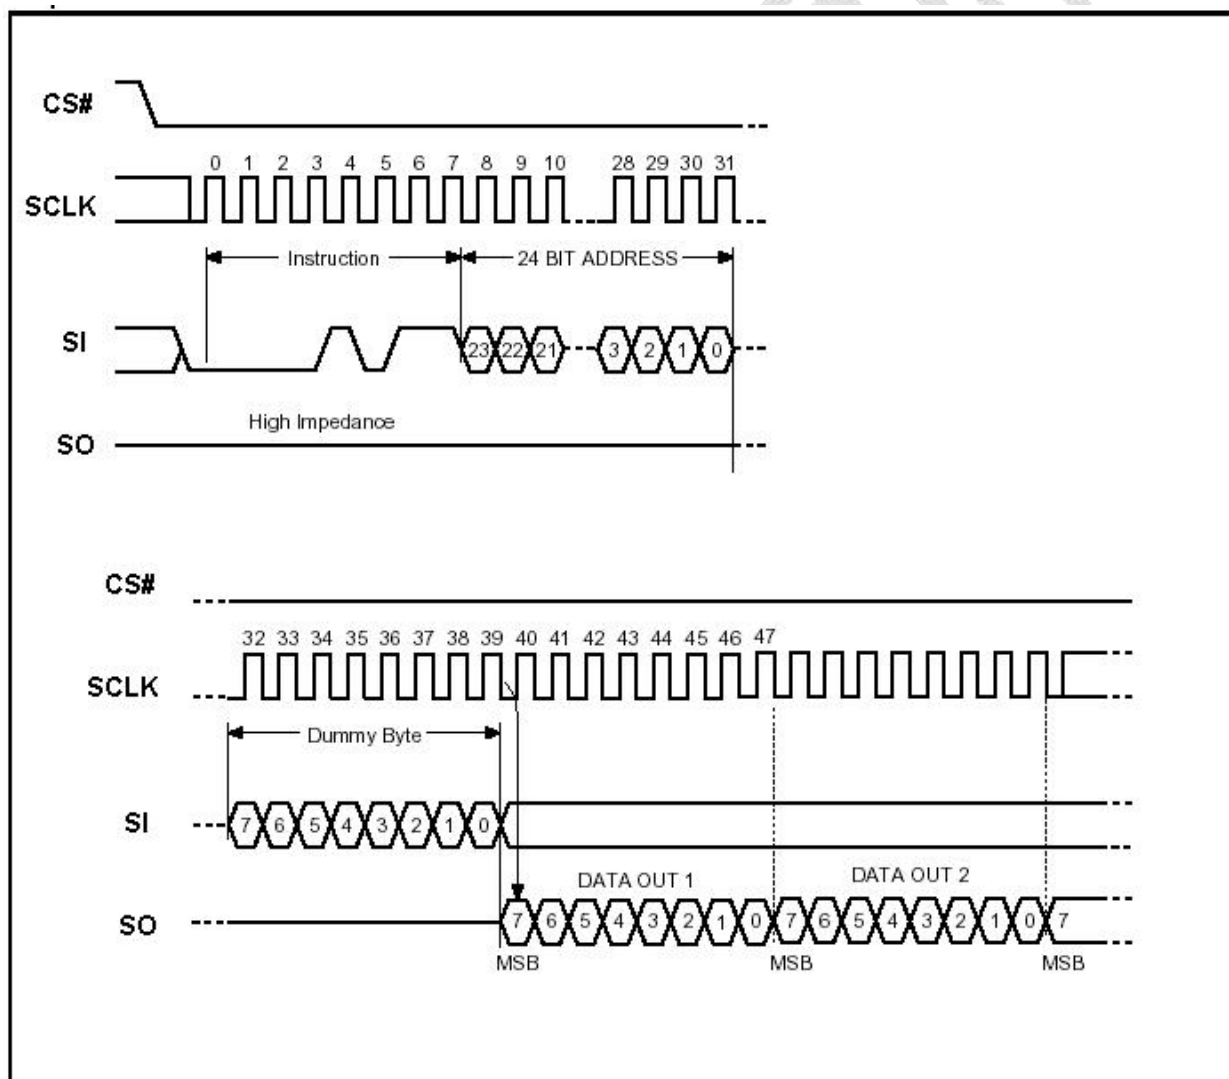 CS#
0 1 2 3 4 5 6 7 8 9 10 28 29 30 31
SCLK
Instruction 24 BIT ADDRESS
SI
23 22 21 3 2 1 0
High Impedance
SO
CS#
32 33 34 35 36 37 38 39 40 41 42 43 44 45 46 47
SCLK
Dummy Byte
SI
7 6 5 4 3 2 1 0
DATA OUT 1 DATA OUT 2
SO
7 6 5 4 3 2 1 0 7 6 5 4 3 2 1 0 7
MSB MSB MSB